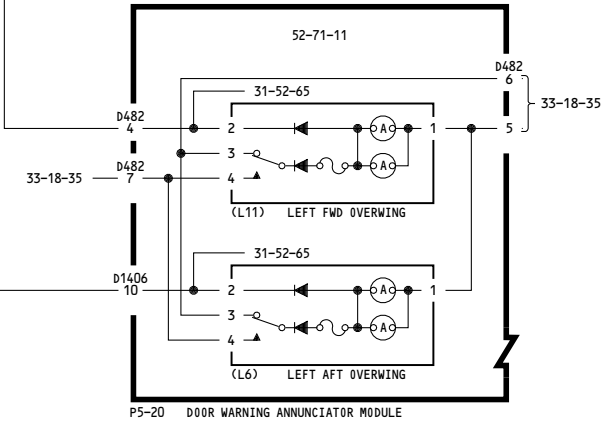 52-71-11
D482
6
31-52-65
33-18-35
D482
4
2
A
1
5
3
D482
33-18-35
7
4
A
(L11) LEFT FWD OVERWING
31-52-65
D1406
10
2
A
1
3
4
A
(L6) LEFT AFT OVERWING
P5-20 DOOR WARNING ANNUNCIATOR MODULE